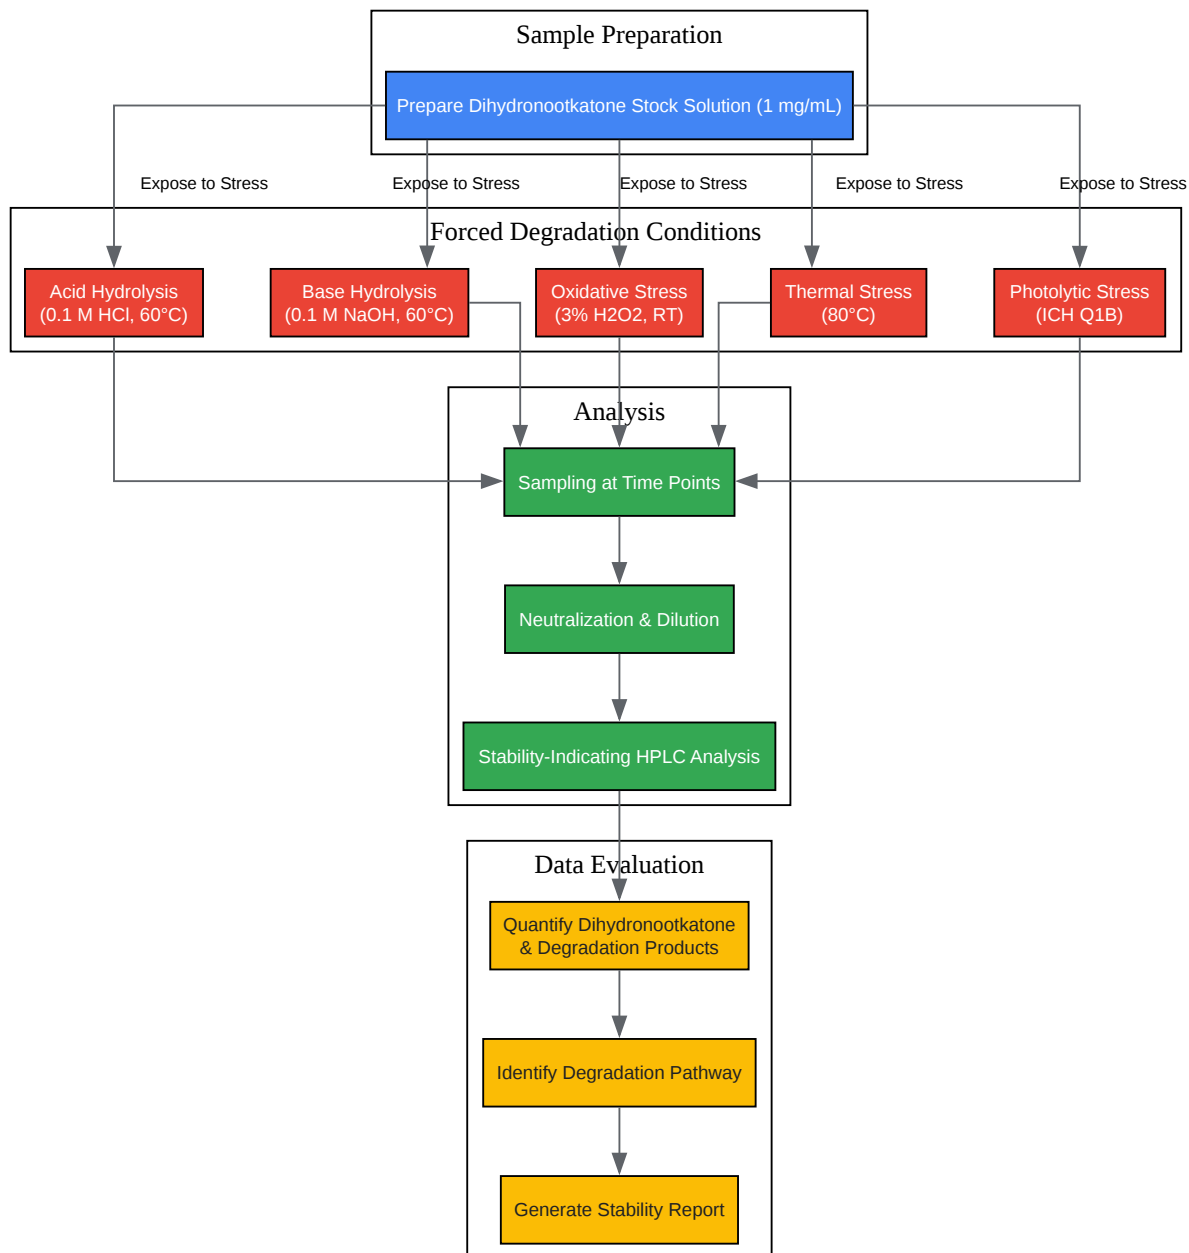 Sample Preparation
Prepare Dihydronootkatone Stock Solution (1 mg/mL)
Expose to Stress
Expose to Stress
Expose to Stress
Expose to Stress
Expose to Stress
Forced Degradation Conditions
Acid Hydrolysis
(0.1 M HCl, 60°C)
Base Hydrolysis
(0.1 M NaOH, 60°C)
Oxidative Stress
(3% H2O2, RT)
Thermal Stress
(80°C)
Photolytic Stress
(ICH Q1B)
Analysis
Sampling at Time Points
Neutralization & Dilution
Stability-Indicating HPLC Analysis
Data Evaluation
Quantify Dihydronootkatone
& Degradation Products
Identify Degradation Pathway
Generate Stability Report